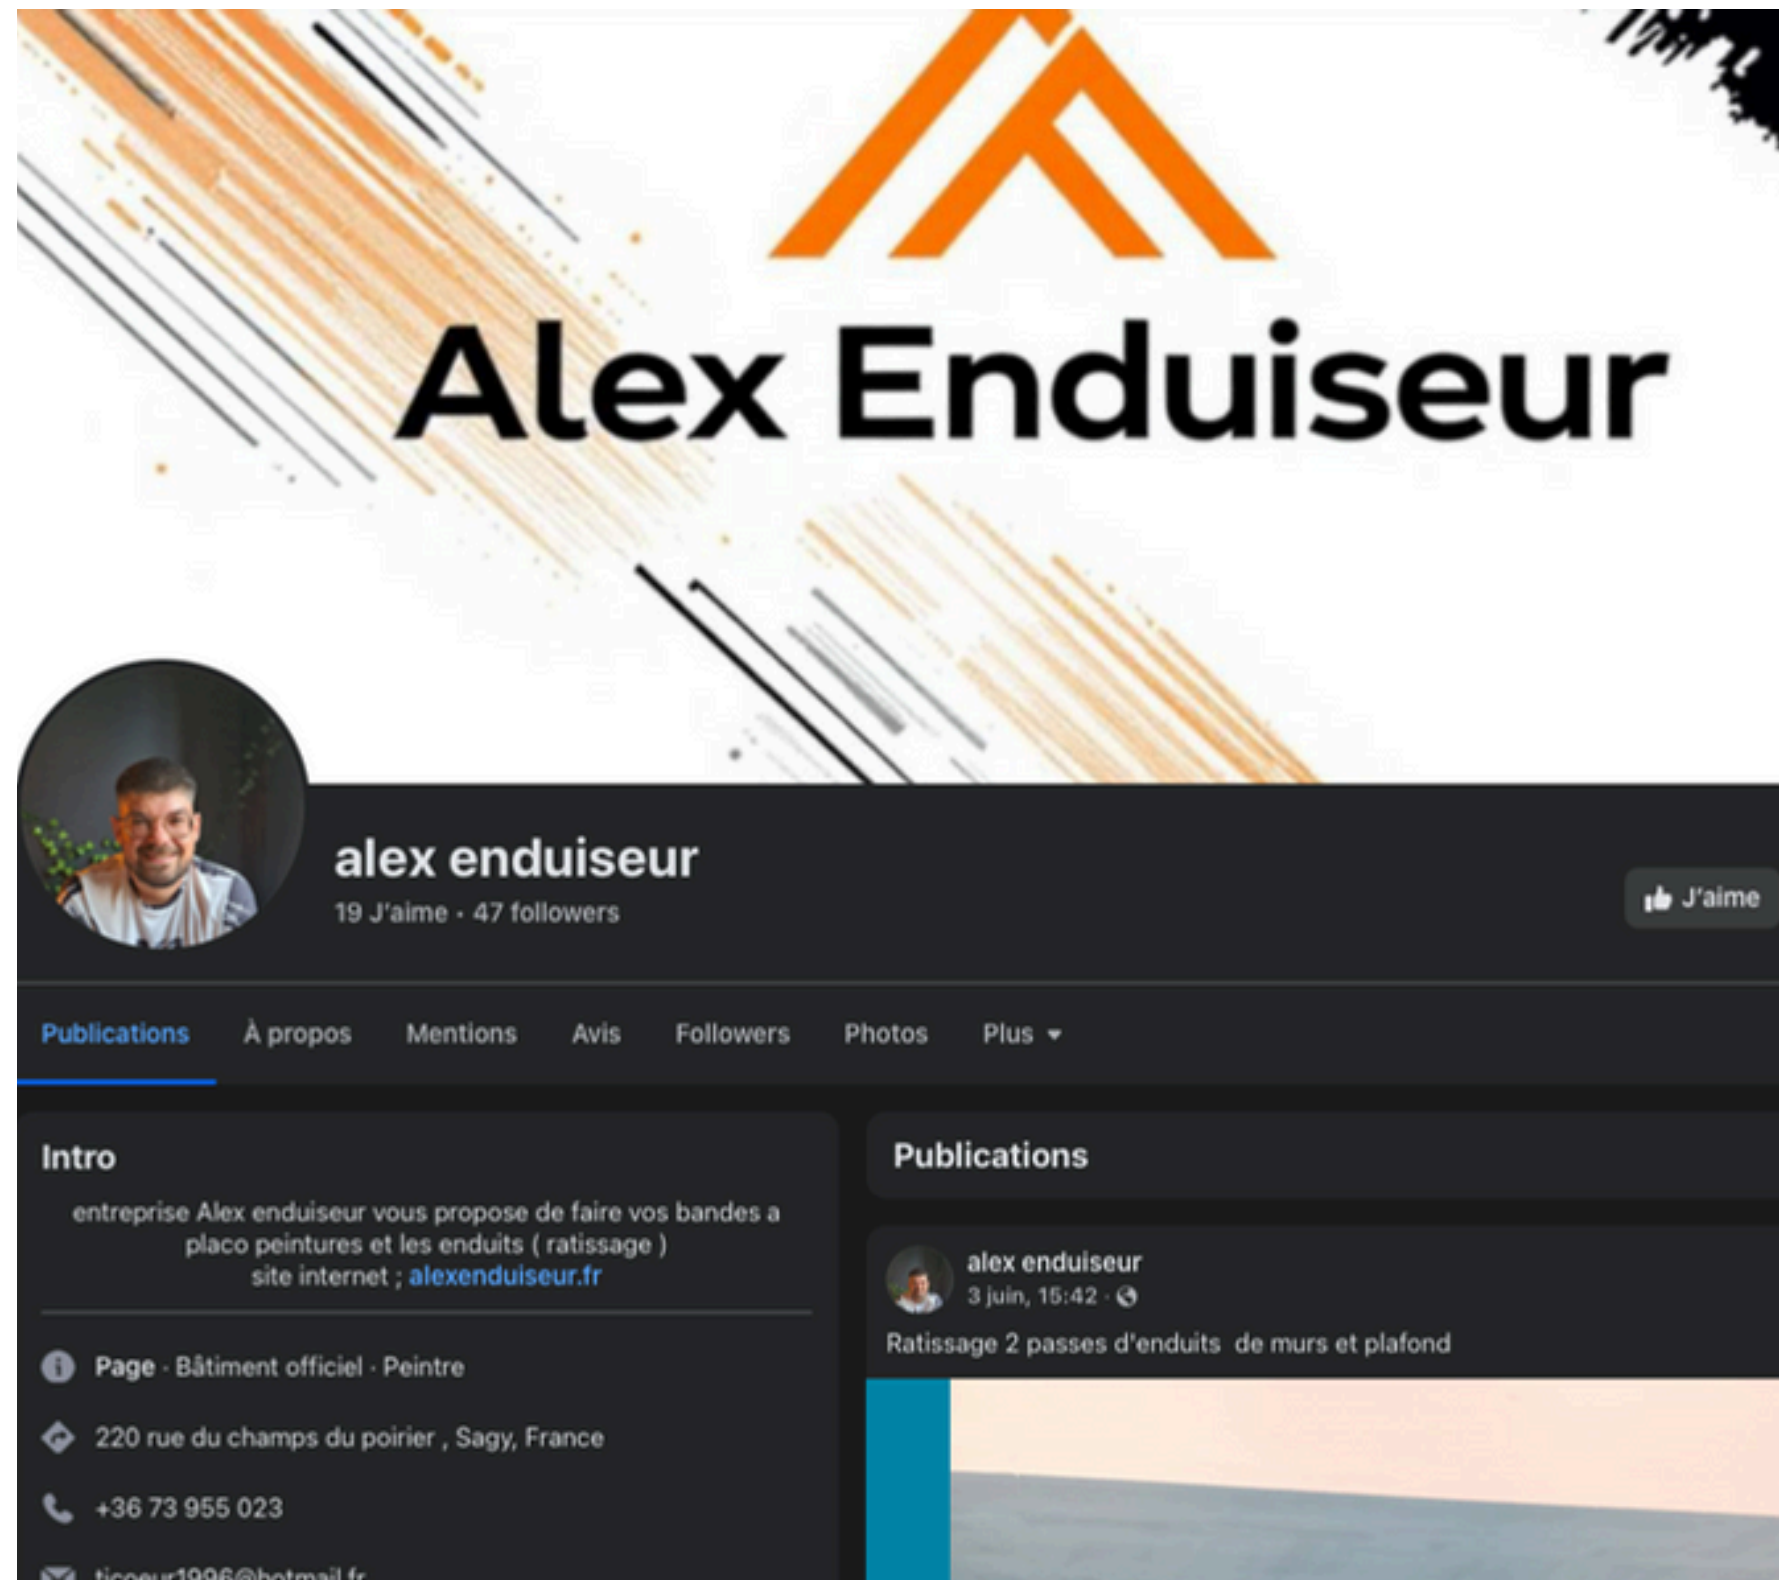 Alex Enduiseur
alex enduiseur
19 J'aime · 47 followers
J'aime
Publications À propos Mentions Avis Followers Photos Plus
Intro
entreprise Alex enduiseur vous propose de faire vos bandes a
placo peintures et les enduits ( ratissage )
site internet ; alexenduiseur.fr
Page · Bâtiment officiel · Peintre
220 rue du champs du poirier , Sagy, France
+36 73 955 023
ticoeur1996@hotmail.fr
Publications
alex enduiseur
3 juin, 15:42 ·
Ratissage 2 passes d'enduits de murs et plafond